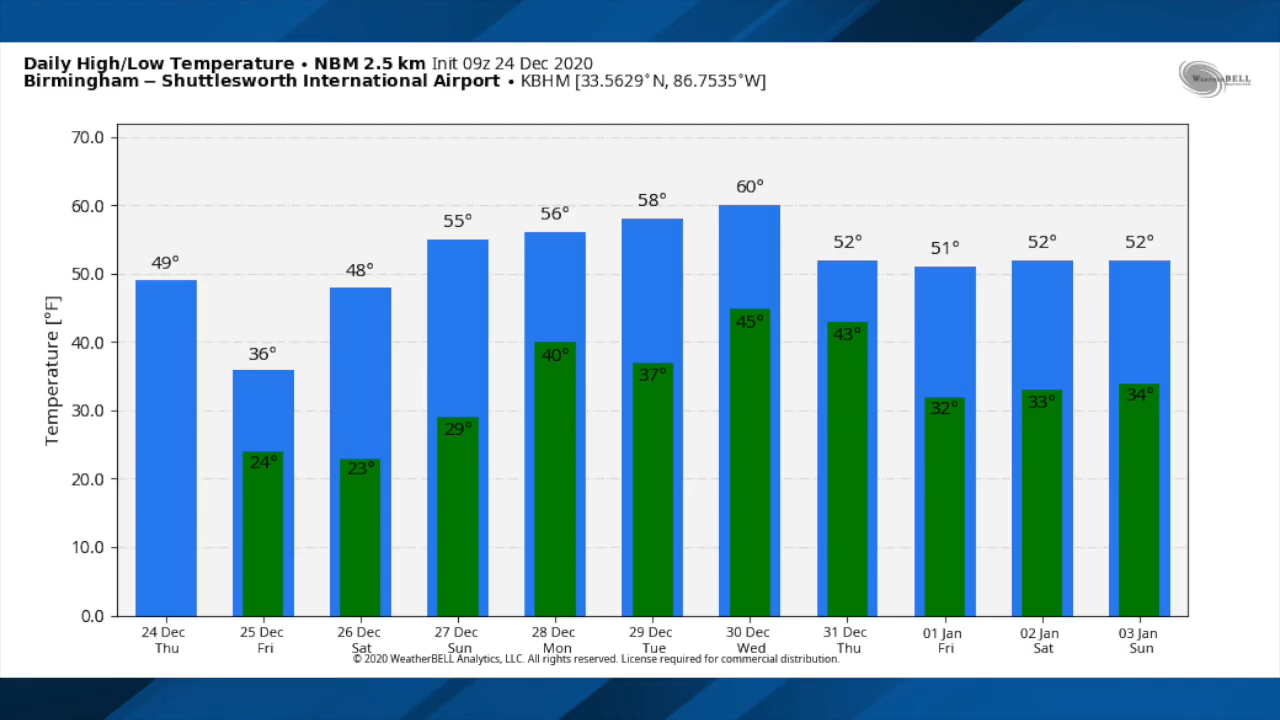 Daily High/Low Temperature • NBM 2.5 km Init 09z 24 Dec 2020
Birmingham – Shuttlesworth International Airport • KBHM [33.5629°N, 86.7535°W]
WeatherBELL
70.0
60.0
50.0
40.0
30.0
20.0
10.0
0.0
Temperature [°F]
49°
36°
48°
55°
56°
58°
60°
52°
51°
52°
52°
24°
23°
29°
40°
37°
45°
43°
32°
33°
34°
24 Dec
Thu
25 Dec
Fri
26 Dec
Sat
27 Dec
Sun
28 Dec
Mon
29 Dec
Tue
30 Dec
Wed
31 Dec
Thu
01 Jan
Fri
02 Jan
Sat
03 Jan
Sun
© 2020 WeatherBELL Analytics, LLC. All rights reserved. License required for commercial distribution.